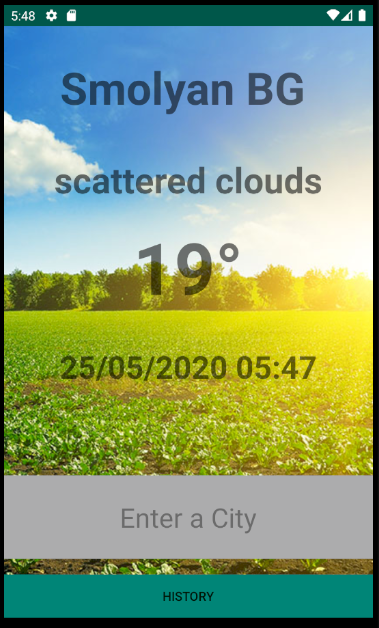 5:48
Smolyan BG
scattered clouds
19°
25/05/2020 05:47
Enter a City
HISTORY